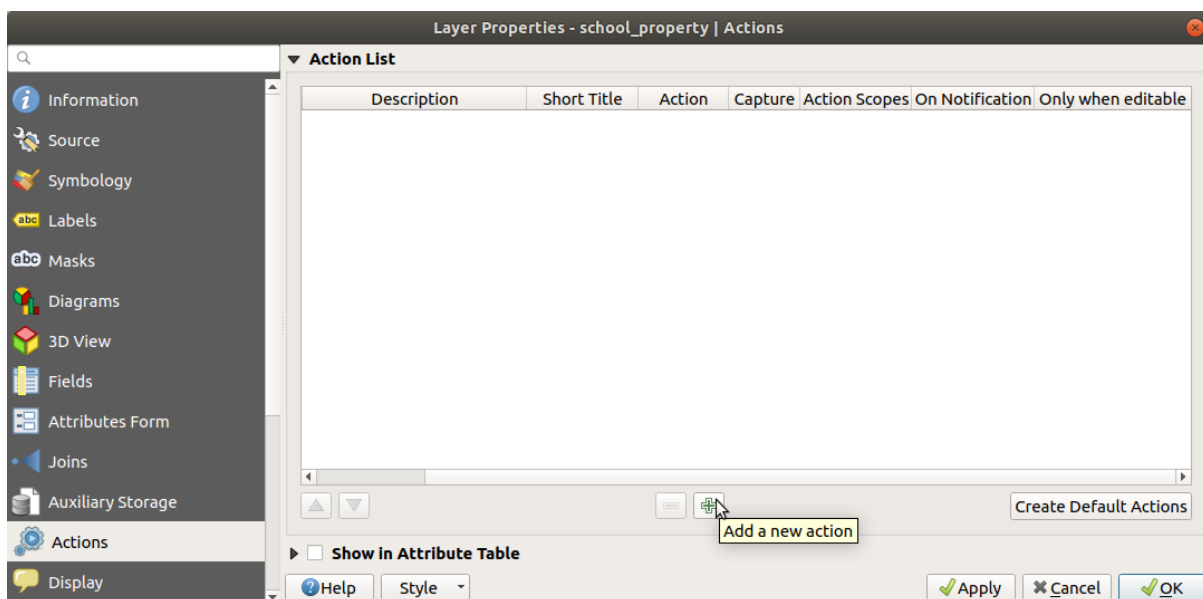 Layer Properties - school_property | Actions
Information
Source
Symbology
abc Labels
abc Masks
Diagrams
3D View
Fields
Attributes Form
Joins
Auxiliary Storage
Actions
Display
Action List
Description Short Title Action Capture Action Scopes On Notification Only when editable
Create Default Actions
Add a new action
Show in Attribute Table
Help Style Apply Cancel OK